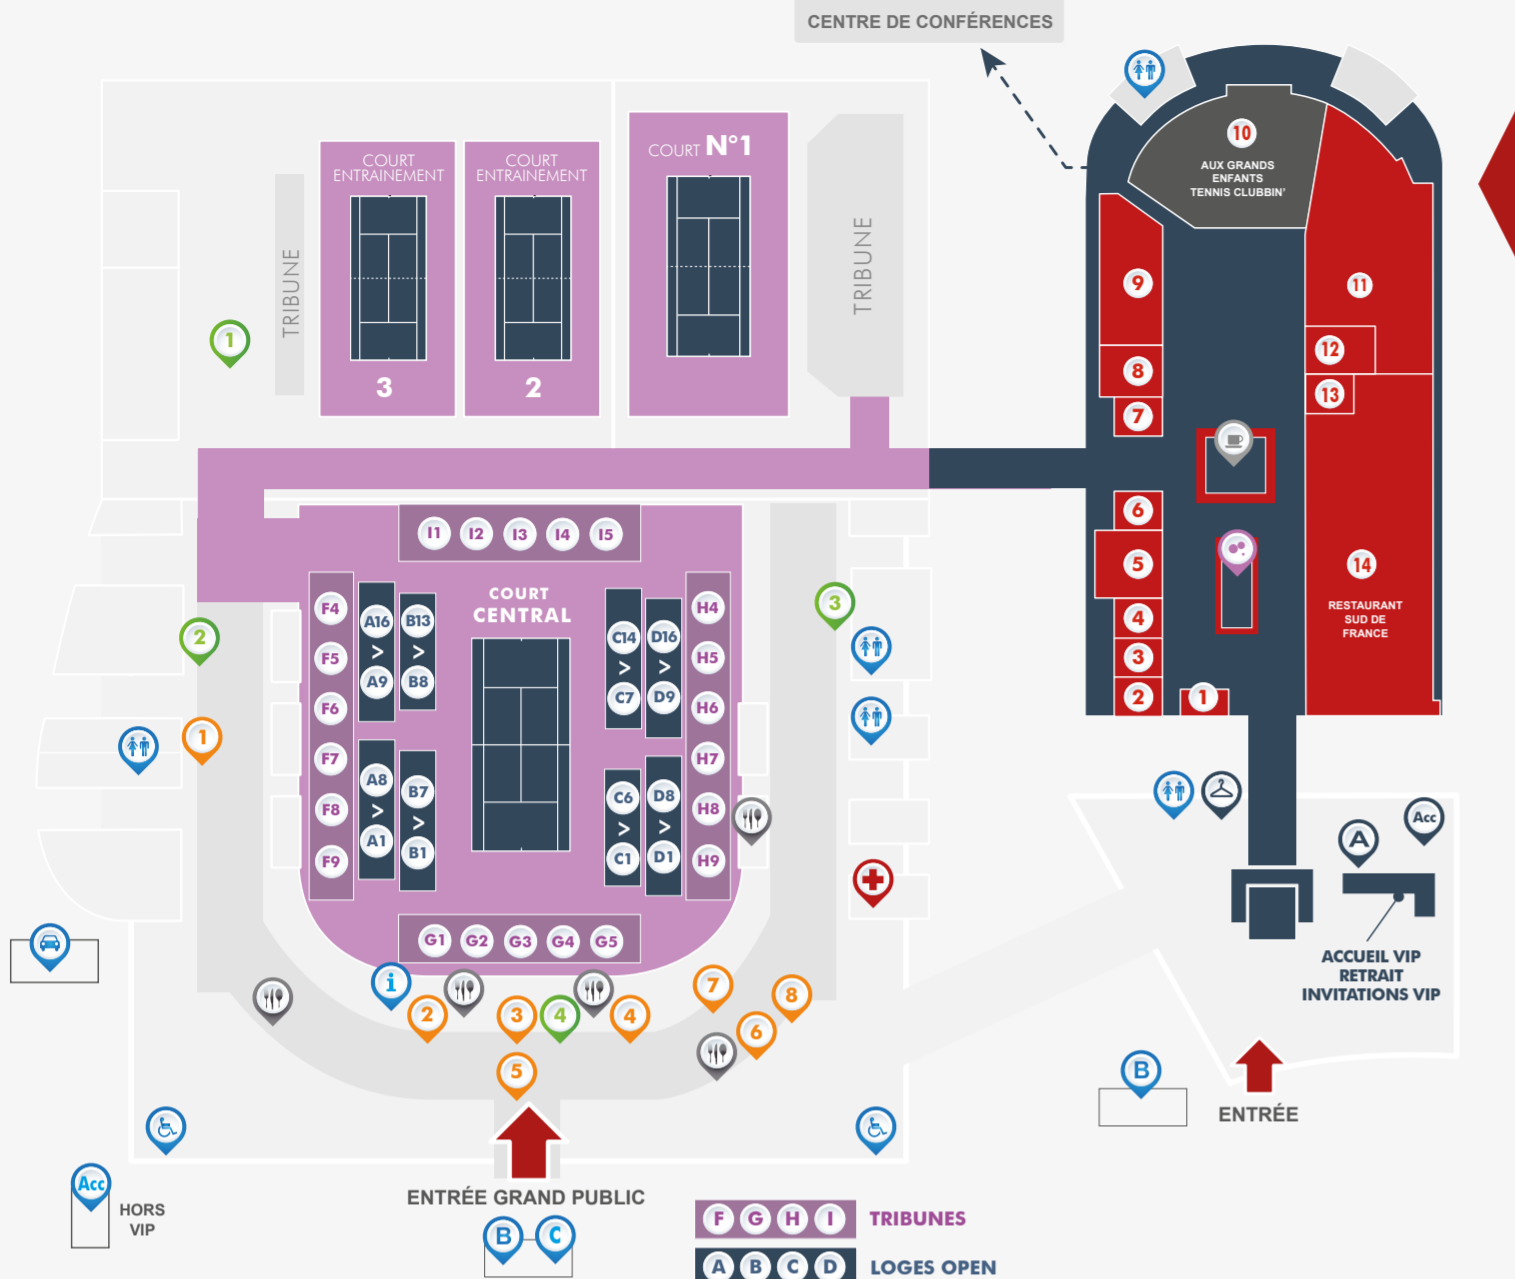 CENTRE DE CONFÉRENCES
COURT
ENTRAINEMENT
3
COURT
ENTRAINEMENT
2
COURT N°1
TRIBUNE
TRIBUNE
1
10
AUX GRANDS
ENFANTS
TENNIS CLUBBIN'
9
8
7
11
12
13
6
5
4
3
2
1
14
RESTAURANT
SUD DE
FRANCE
I1 I2 I3 I4 I5
COURT
CENTRAL
F4
F5
F6
F7
F8
F9
A16
>
A9
B13
>
B8
A8
>
A1
B7
>
B1
C14
>
C7
D16
>
D9
C6
>
C1
D8
>
D1
H4
H5
H6
H7
H8
H9
G1 G2 G3 G4 G5
2
1
3
i
2
3
4
4
5
7
8
6
A
Acc
ACCUEIL VIP
RETRAIT
INVITATIONS VIP
B
ENTRÉE
Acc
HORS
VIP
ENTRÉE GRAND PUBLIC
B C
F G H I TRIBUNES
A B C D LOGES OPEN